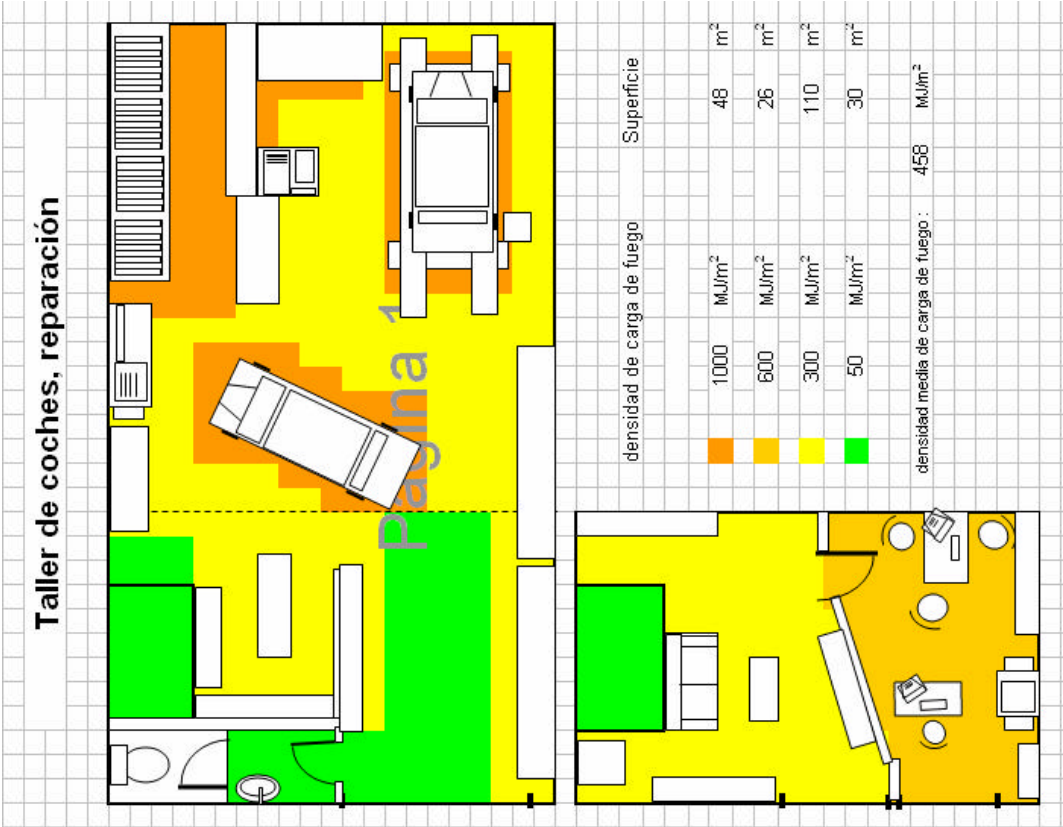 Taller de coches, reparación
Página 1
densidad de carga de fuego Superficie
1000 MJ/m² 48 m²
600 MJ/m² 26 m²
300 MJ/m² 110 m²
50 MJ/m² 30 m²
densidad media de carga de fuego : 458 MJ/m²